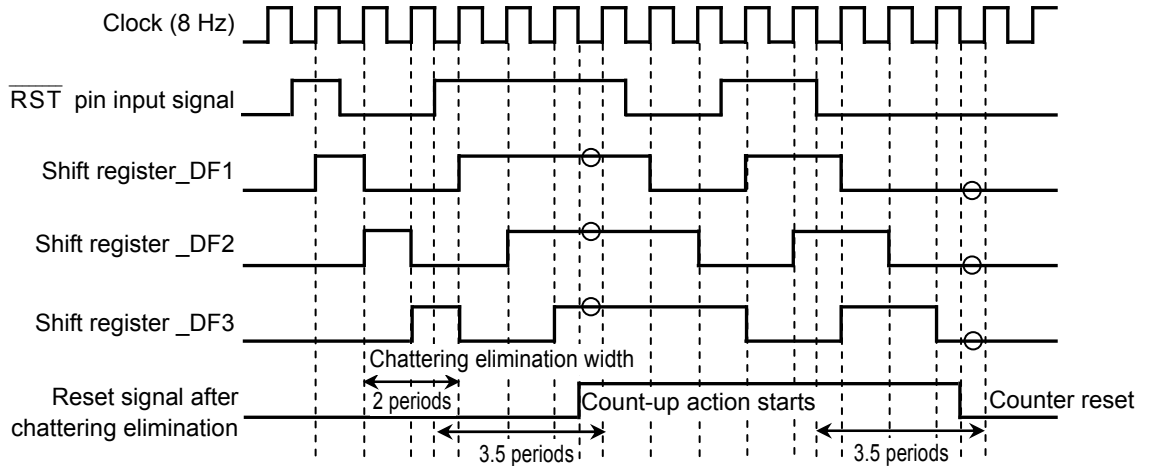 Clock (8 Hz)
RST pin input signal
Shift register_DF1
Shift register _DF2
Shift register _DF3
Chattering elimination width
2 periods
Reset signal after
chattering elimination
Count-up action starts
Counter reset
3.5 periods
3.5 periods